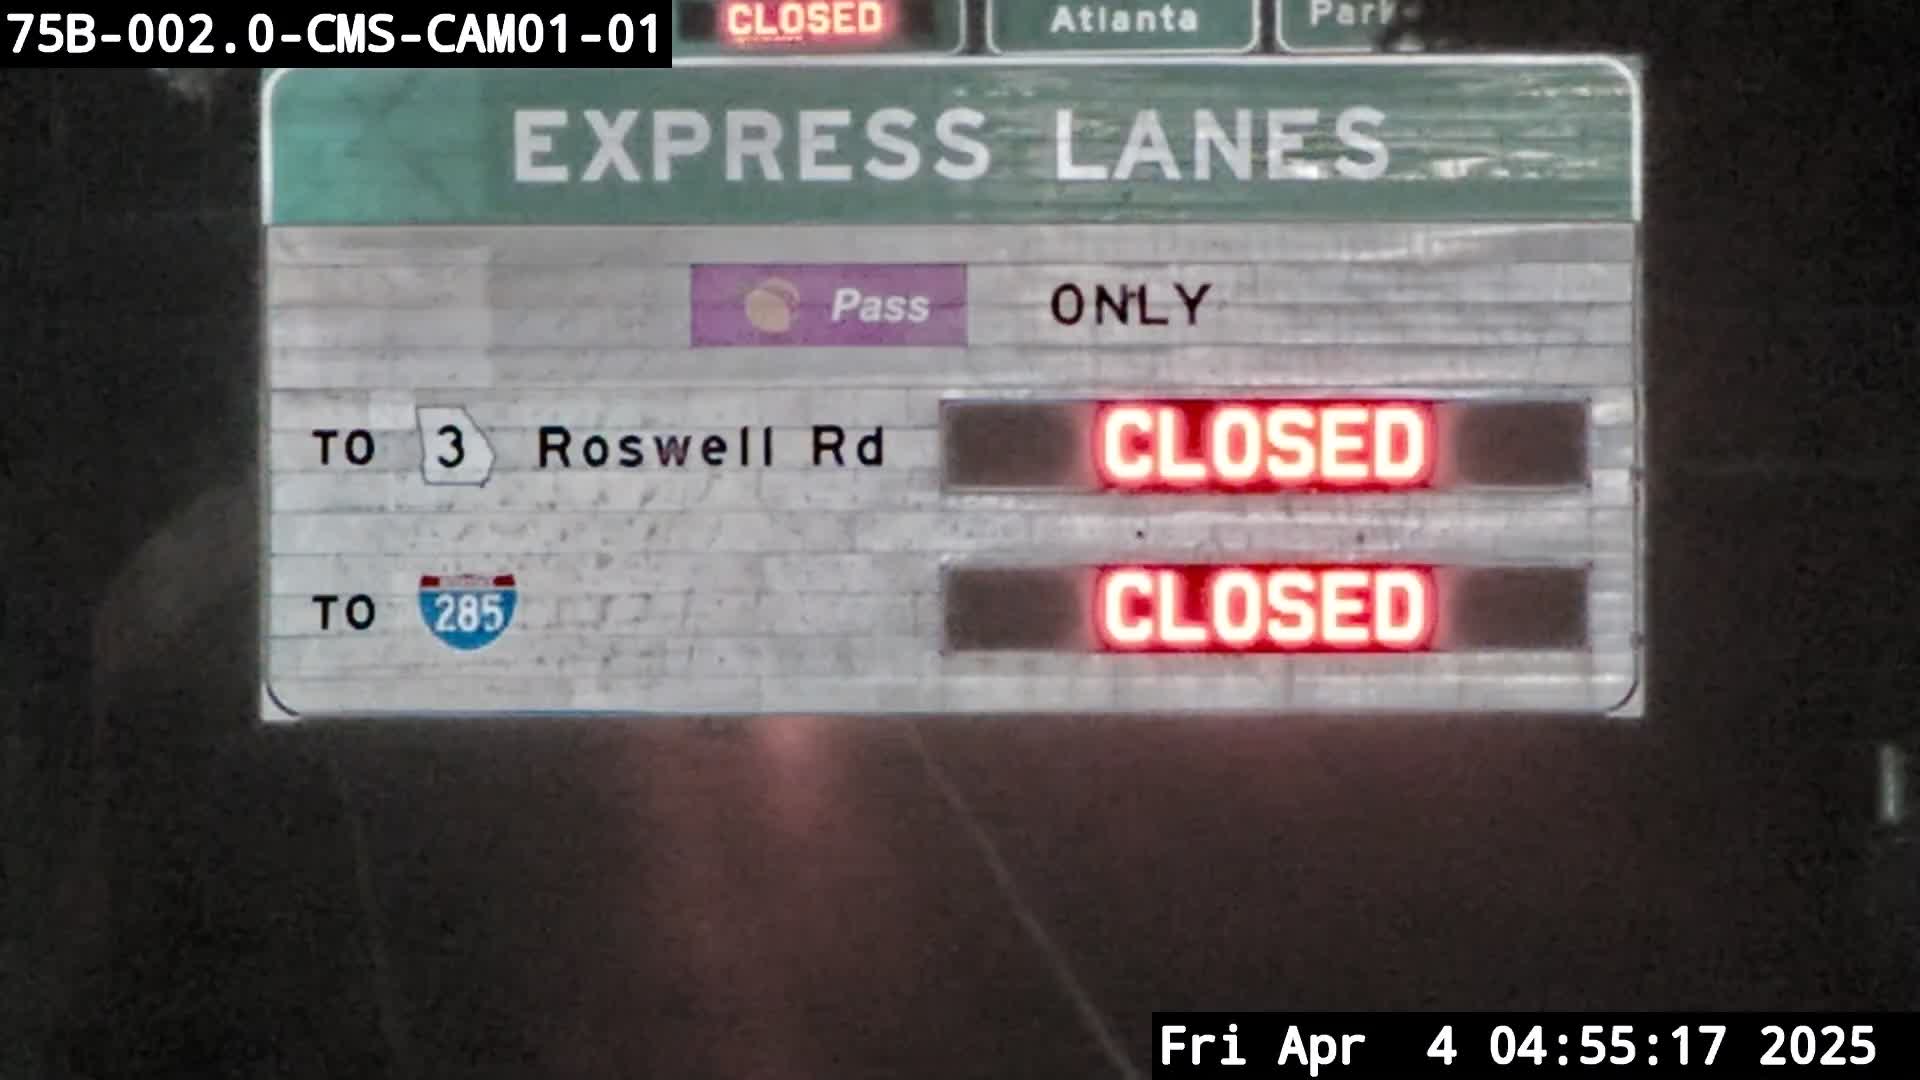 75B-002.0-CMS-CAM01-01
CLOSED
Atlanta
EXPRESS LANES
Pass ONLY
TO 3 Roswell Rd CLOSED
TO 285 CLOSED
Fri Apr 4 04:55:17 2025